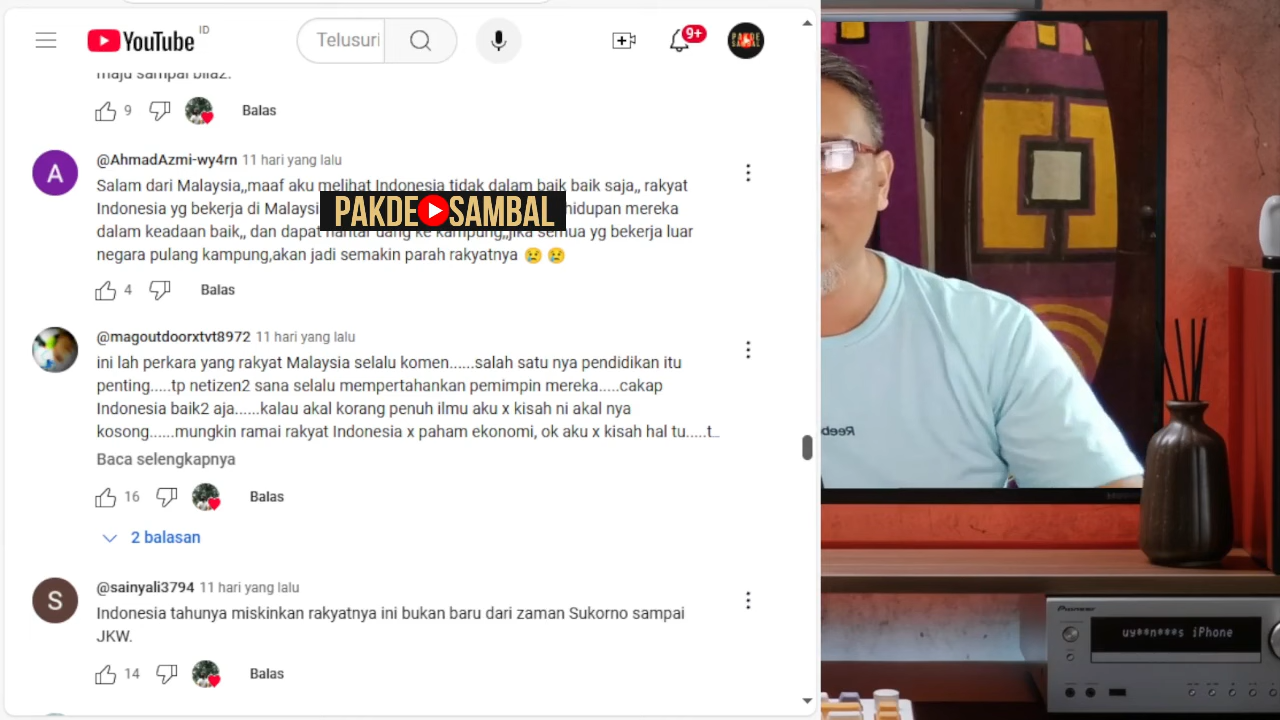 YouTube ID
Telusuri
9+
PAKDE SAMBAL
maju sampai bila2.
9 Balas
A
@AhmadAzmi-wy4rn 11 hari yang lalu
Salam dari Malaysia,,maaf aku melihat Indonesia tidak dalam baik baik saja,, rakyat
Indonesia yg bekerja di Malaysi
PAKDE SAMBAL
hidupan mereka
dalam keadaan baik,, dan dapat hantar uang ke kampung,,jika semua yg bekerja luar
negara pulang kampung,akan jadi semakin parah rakyatnya 😢 😢
4 Balas
@magoutdoorxtvt8972 11 hari yang lalu
ini lah perkara yang rakyat Malaysia selalu komen......salah satu nya pendidikan itu
penting.....tp netizen2 sana selalu mempertahankan pemimpin mereka.....cakap
Indonesia baik2 aja......kalau akal korang penuh ilmu aku x kisah ni akal nya
kosong......mungkin ramai rakyat Indonesia x paham ekonomi, ok aku x kisah hal tu.....t...
Baca selengkapnya
16 Balas
2 balasan
S
@sainyali3794 11 hari yang lalu
Indonesia tahunya miskinkan rakyatnya ini bukan baru dari zaman Sukorno sampai
JKW.
14 Balas
Pioneer
uy**n***s iPhone